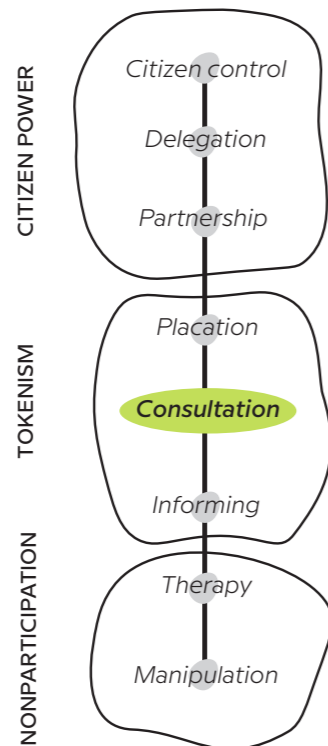 CITIZEN POWER
Citizen control
Delegation
Partnership
TOKENISM
Placation
Consultation
Informing
NONPARTICIPATION
Therapy
Manipulation